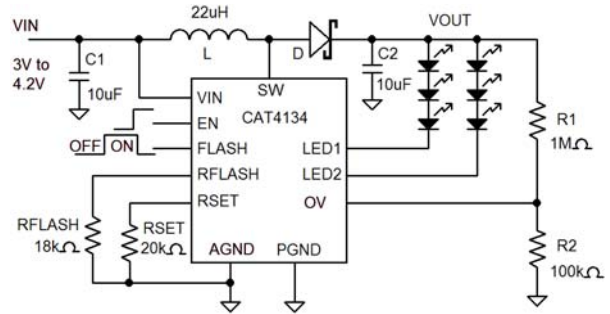 VIN
22uH
VOUT
L
D
3V to
4.2V
C1
10uF
C2
10uF
SW
VIN
CAT4134
EN
OFF
ON
FLASH
LED1
RFLASH
LED2
RSET
OV
R1
1MΩ
RFLASH
18kΩ
RSET
20kΩ
AGND
PGND
R2
100kΩ